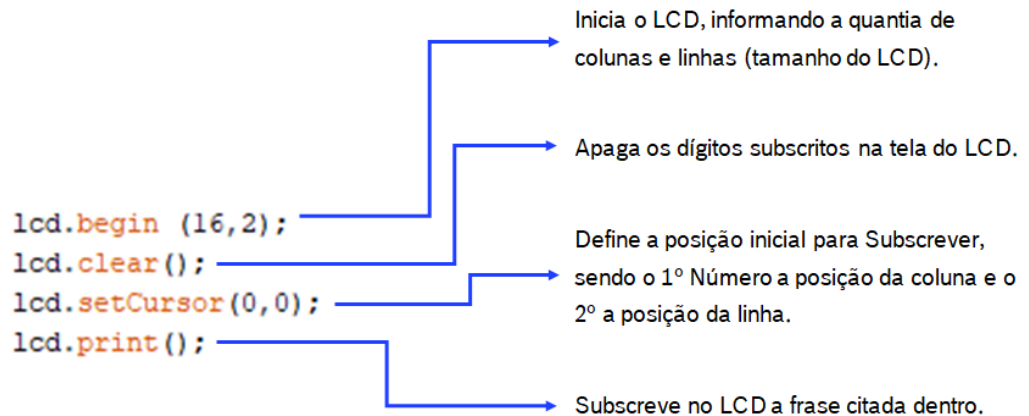 Inicia o LCD, informando a quantia de
colunas e linhas (tamanho do LCD).
Apaga os dígitos subscritos na tela do LCD.
lcd.begin (16,2);
lcd.clear();
lcd.setCursor(0,0);
lcd.print();
Define a posição inicial para Subscrever,
sendo o 1º Número a posição da coluna e o
2º a posição da linha.
Subscreve no LCD a frase citada dentro.